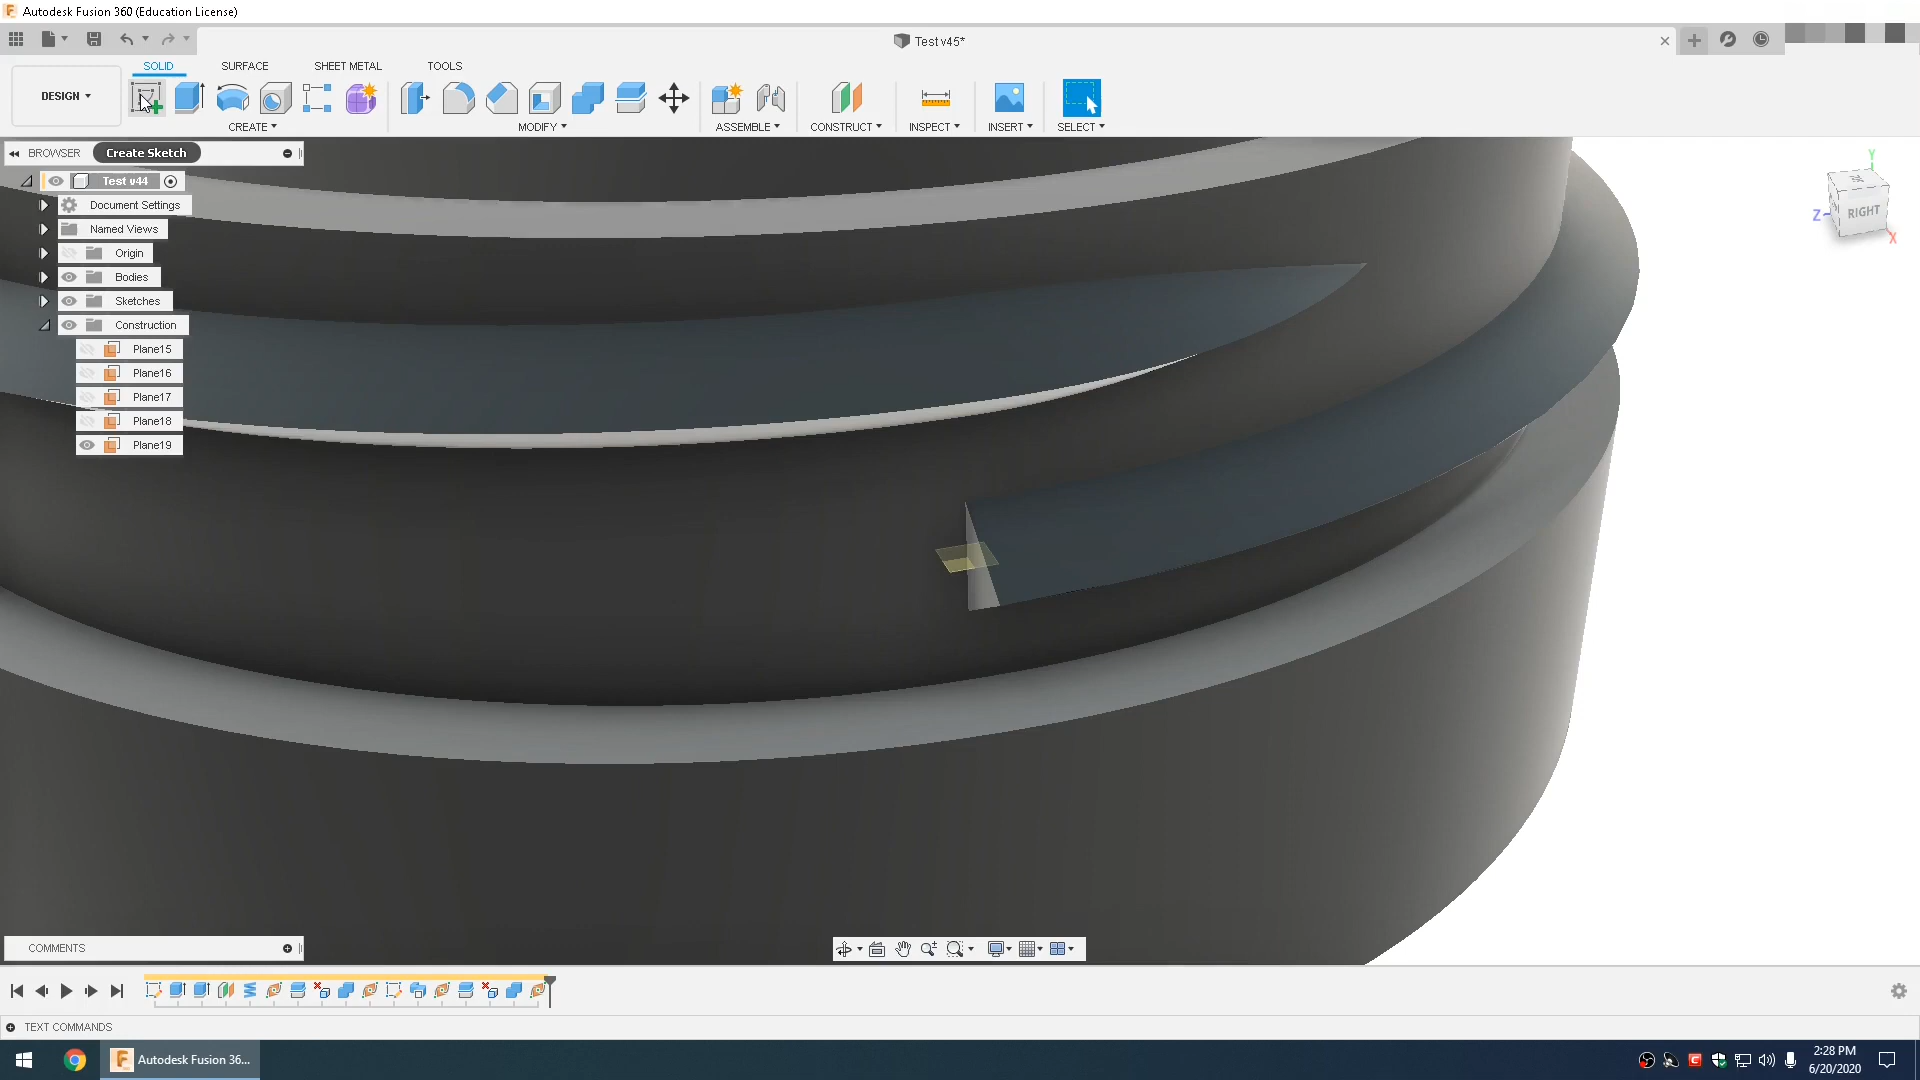 Autodesk Fusion 360 (Education License)
Test v45*
SOLID
SURFACE
SHEET METAL
TOOLS
DESIGN
CREATE
MODIFY
ASSEMBLE
CONSTRUCT
INSPECT
INSERT
SELECT
BROWSER
Create Sketch
Test v44
Document Settings
Named Views
Origin
Bodies
Sketches
Construction
Plane15
Plane16
Plane17
Plane18
Plane19
Y
RIGHT
Z
X
COMMENTS
TEXT COMMANDS
Autodesk Fusion 36...
2:28 PM
6/20/2020